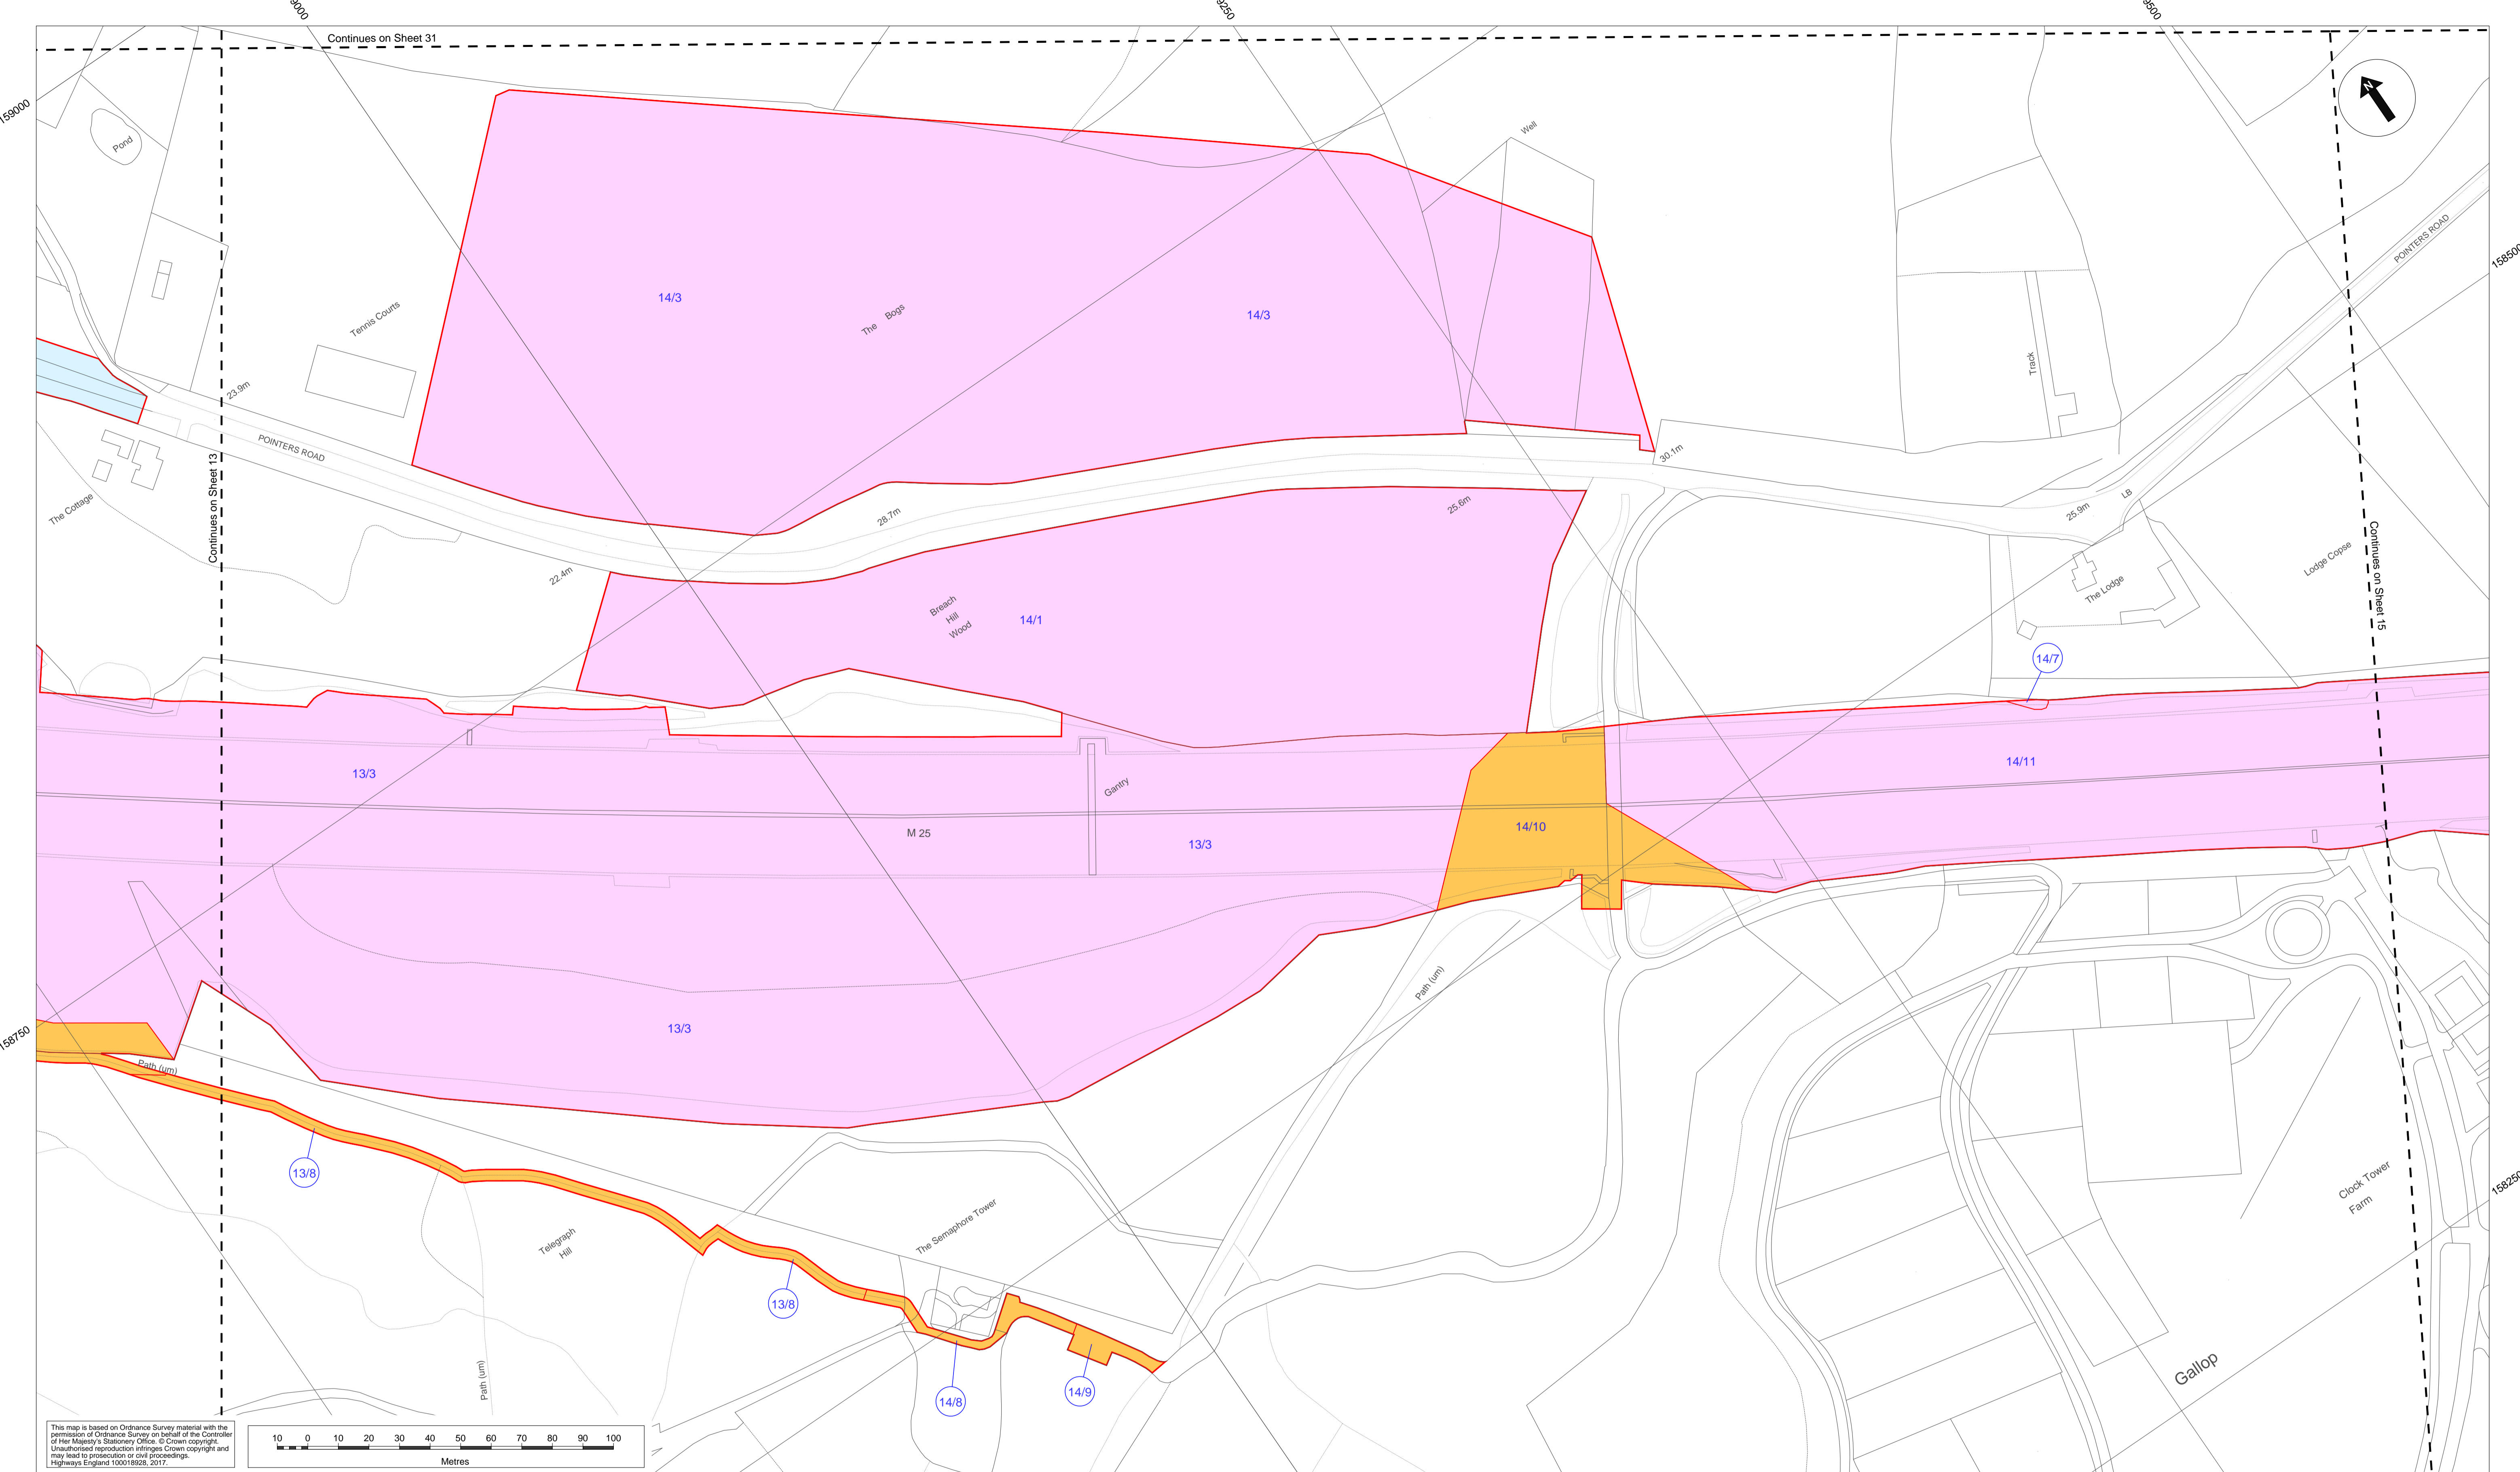 9000
9250
9500
Continues on Sheet 31
159000
Pond
Well
N
POINTERS ROAD
158500
14/3
The Bogs
14/3
Tennis Courts
Track
23.9m
POINTERS ROAD
Continues on Sheet 13
The Cottage
30.1m
28.7m
25.6m
25.9m
LB
Lodge Copse
Continues on Sheet 15
22.4m
Breach
Hill
Wood
14/1
The Lodge
14/7
13/3
Gantry
14/11
M 25
13/3
14/10
Path (um)
13/3
158750
Path (um)
13/8
Telegraph
Hill
The Semaphore Tower
Clock Tower
Farm
158250
13/8
Path (um)
14/8
14/9
Gallop
This map is based on Ordnance Survey material with the
permission of Ordnance Survey on behalf of the Controller
of Her Majesty's Stationery Office. © Crown copyright.
Unauthorised reproduction infringes Crown copyright and
may lead to prosecution or civil proceedings.
Highways England 100018928, 2017.
10 0 10 20 30 40 50 60 70 80 90 100
Metres